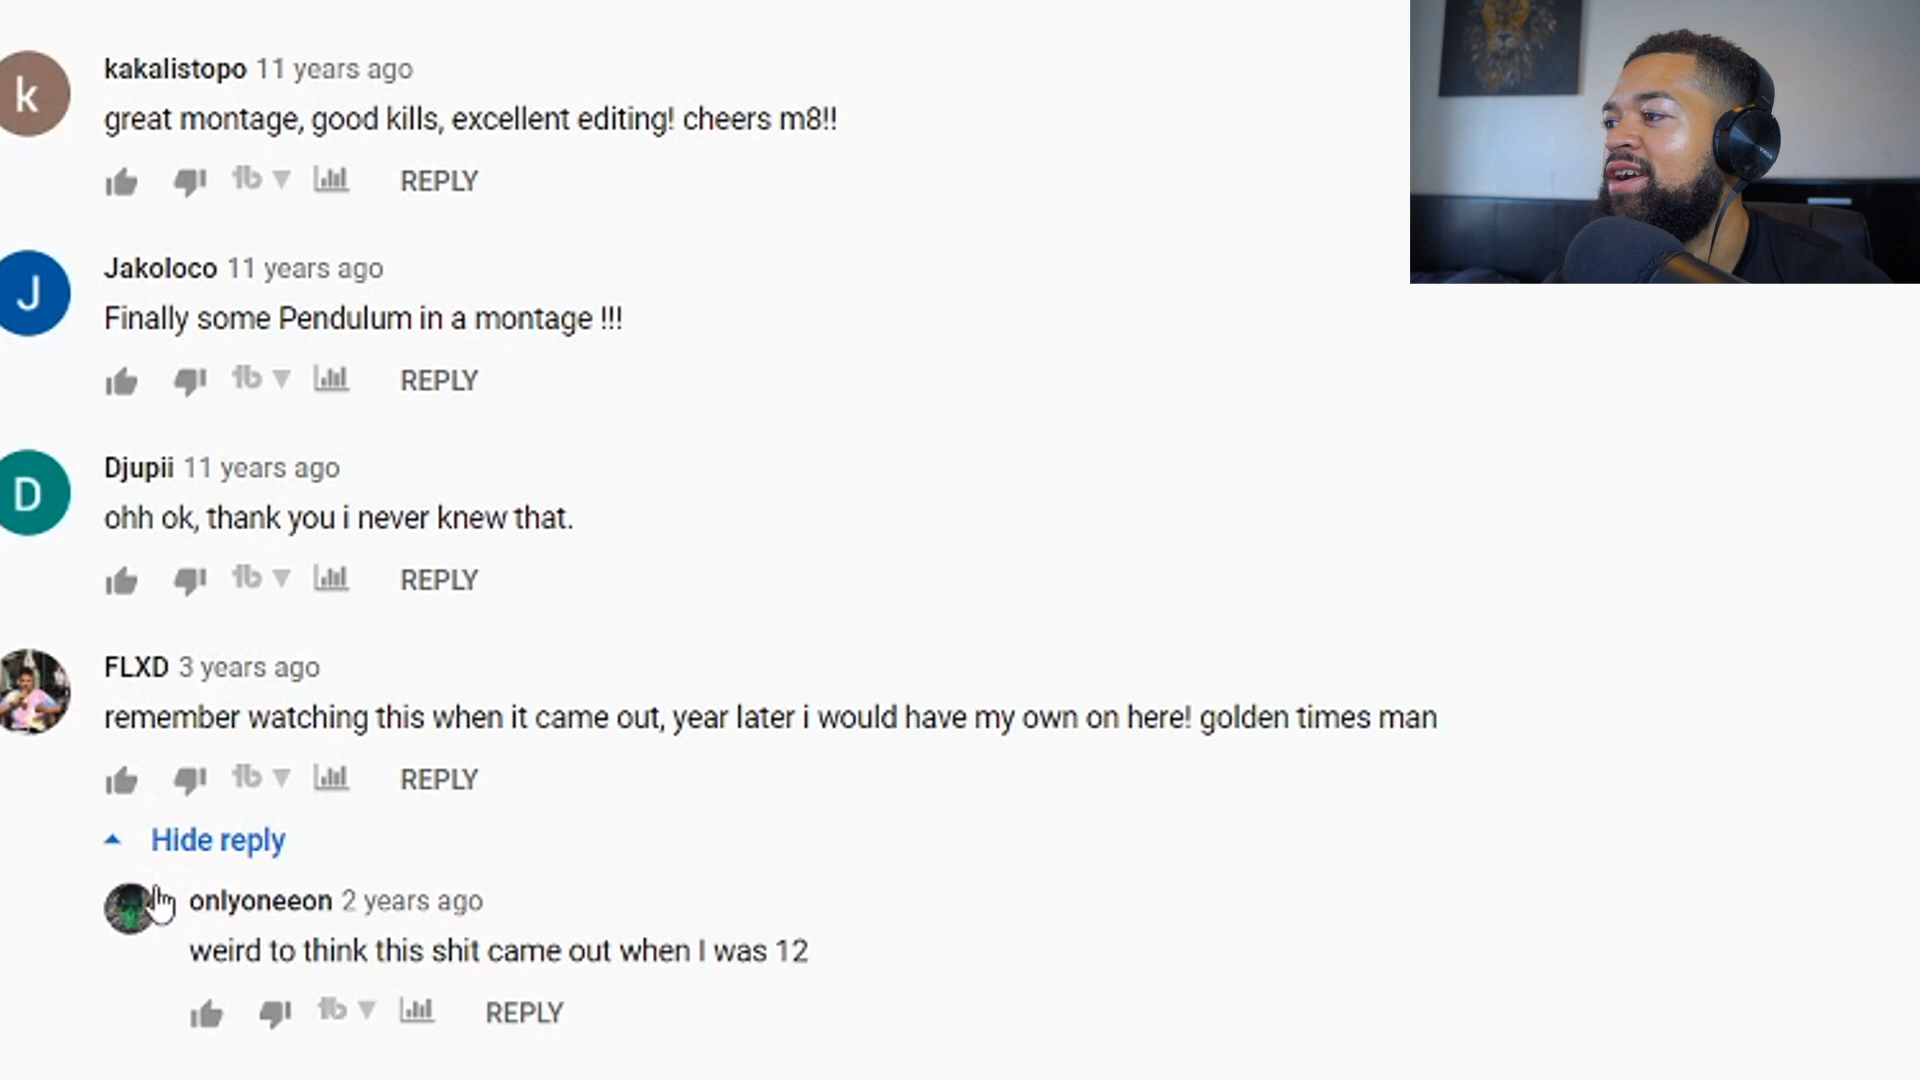 kakalistopo 11 years ago
great montage, good kills, excellent editing! cheers m8!!
REPLY
Jakoloco 11 years ago
Finally some Pendulum in a montage !!!
REPLY
Djupii 11 years ago
ohh ok, thank you i never knew that.
REPLY
FLXD 3 years ago
remember watching this when it came out, year later i would have my own on here! golden times man
REPLY
Hide reply
onlyoneeon 2 years ago
weird to think this shit came out when I was 12
REPLY
K
J
D
SONY